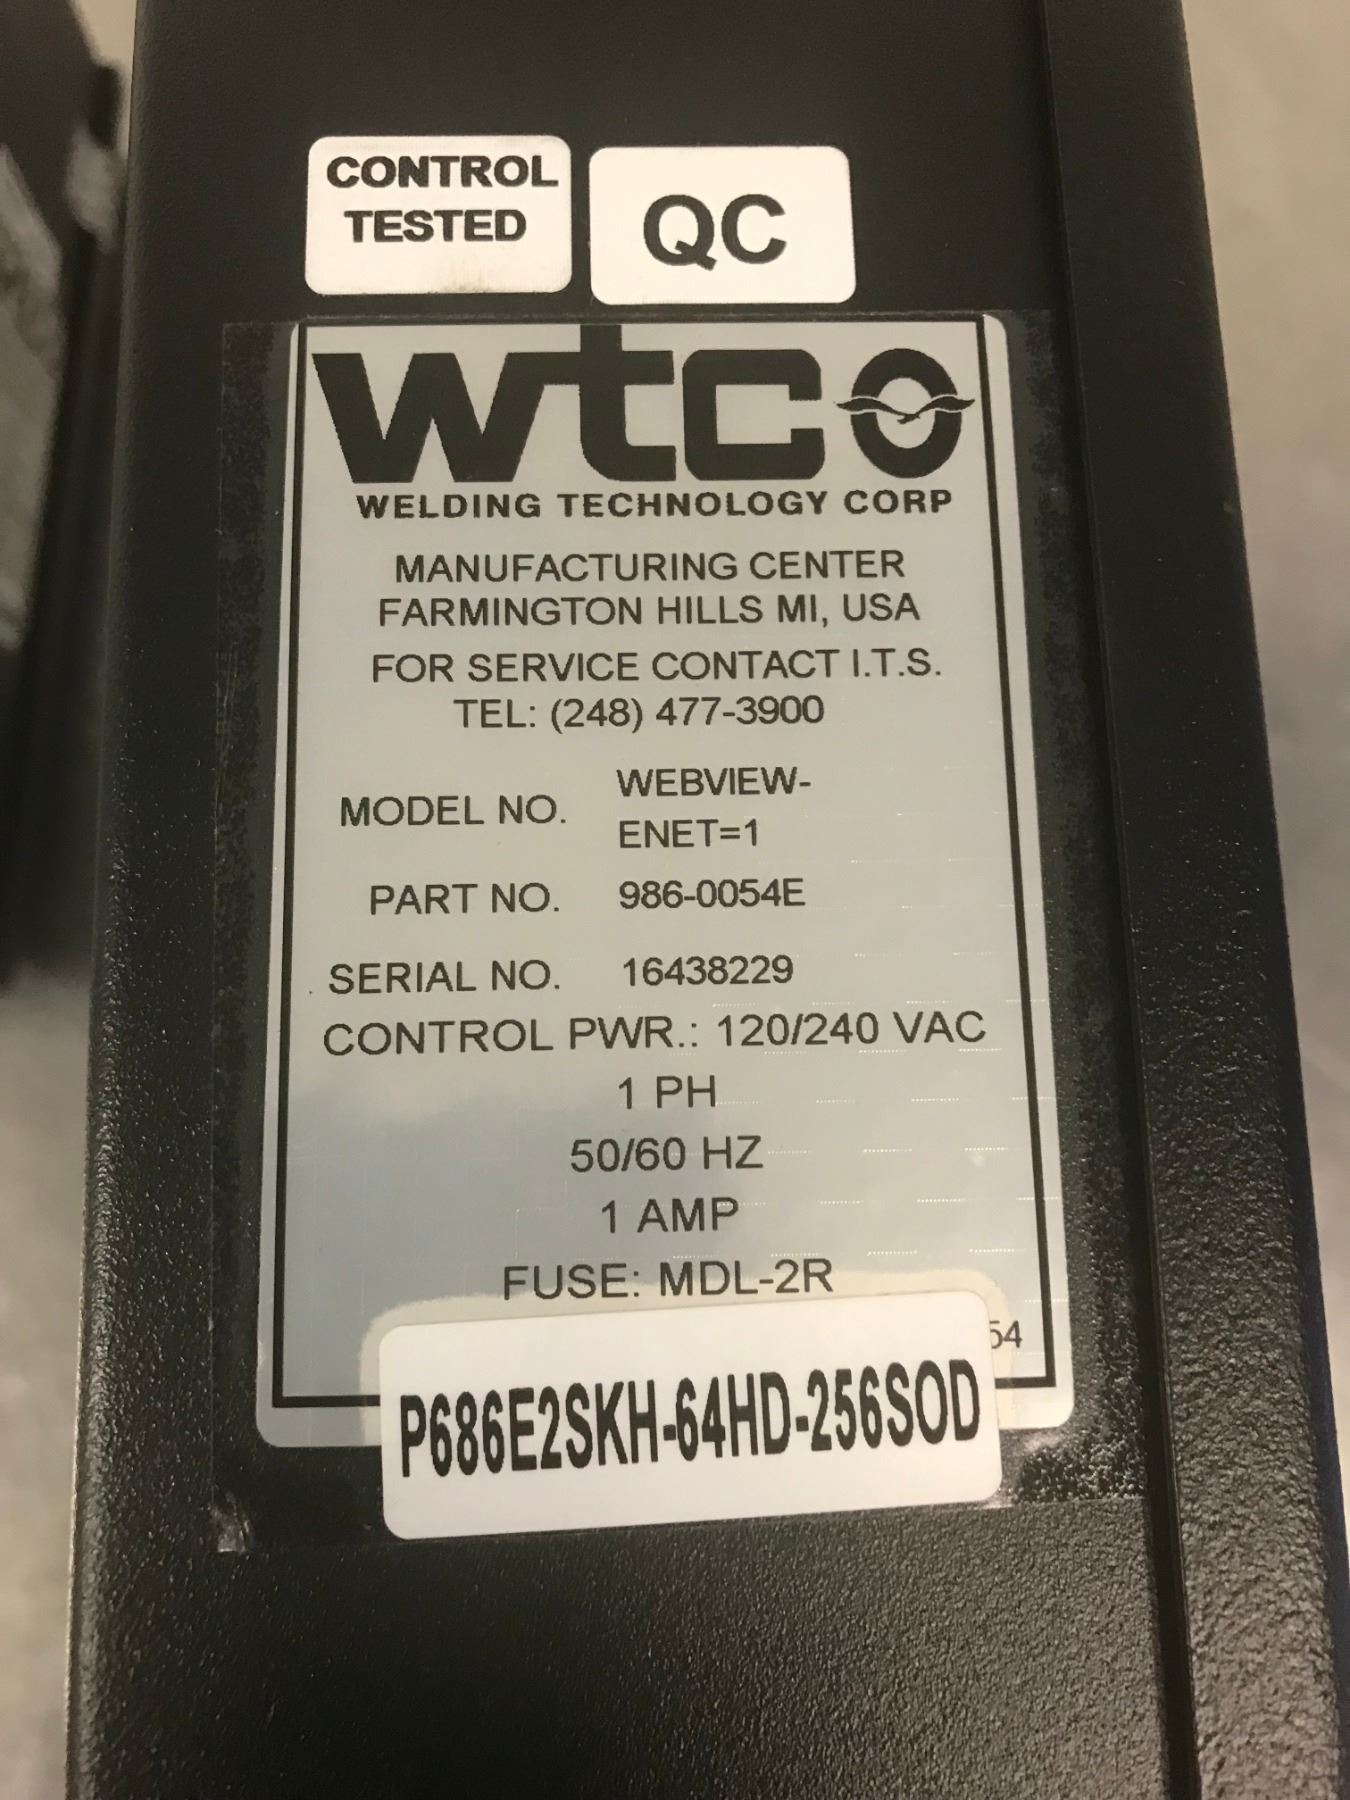 CONTROL
TESTED
QC
wtc
WELDING TECHNOLOGY CORP
MANUFACTURING CENTER
FARMINGTON HILLS MI, USA
FOR SERVICE CONTACT I.T.S.
TEL: (248) 477-3900
MODEL NO. WEBVIEW-
ENET=1
PART NO. 986-0054E
SERIAL NO. 16438229
CONTROL PWR.: 120/240 VAC
1 PH
50/60 HZ
1 AMP
FUSE: MDL-2R
54
P686E2SKH-64HD-256SOD